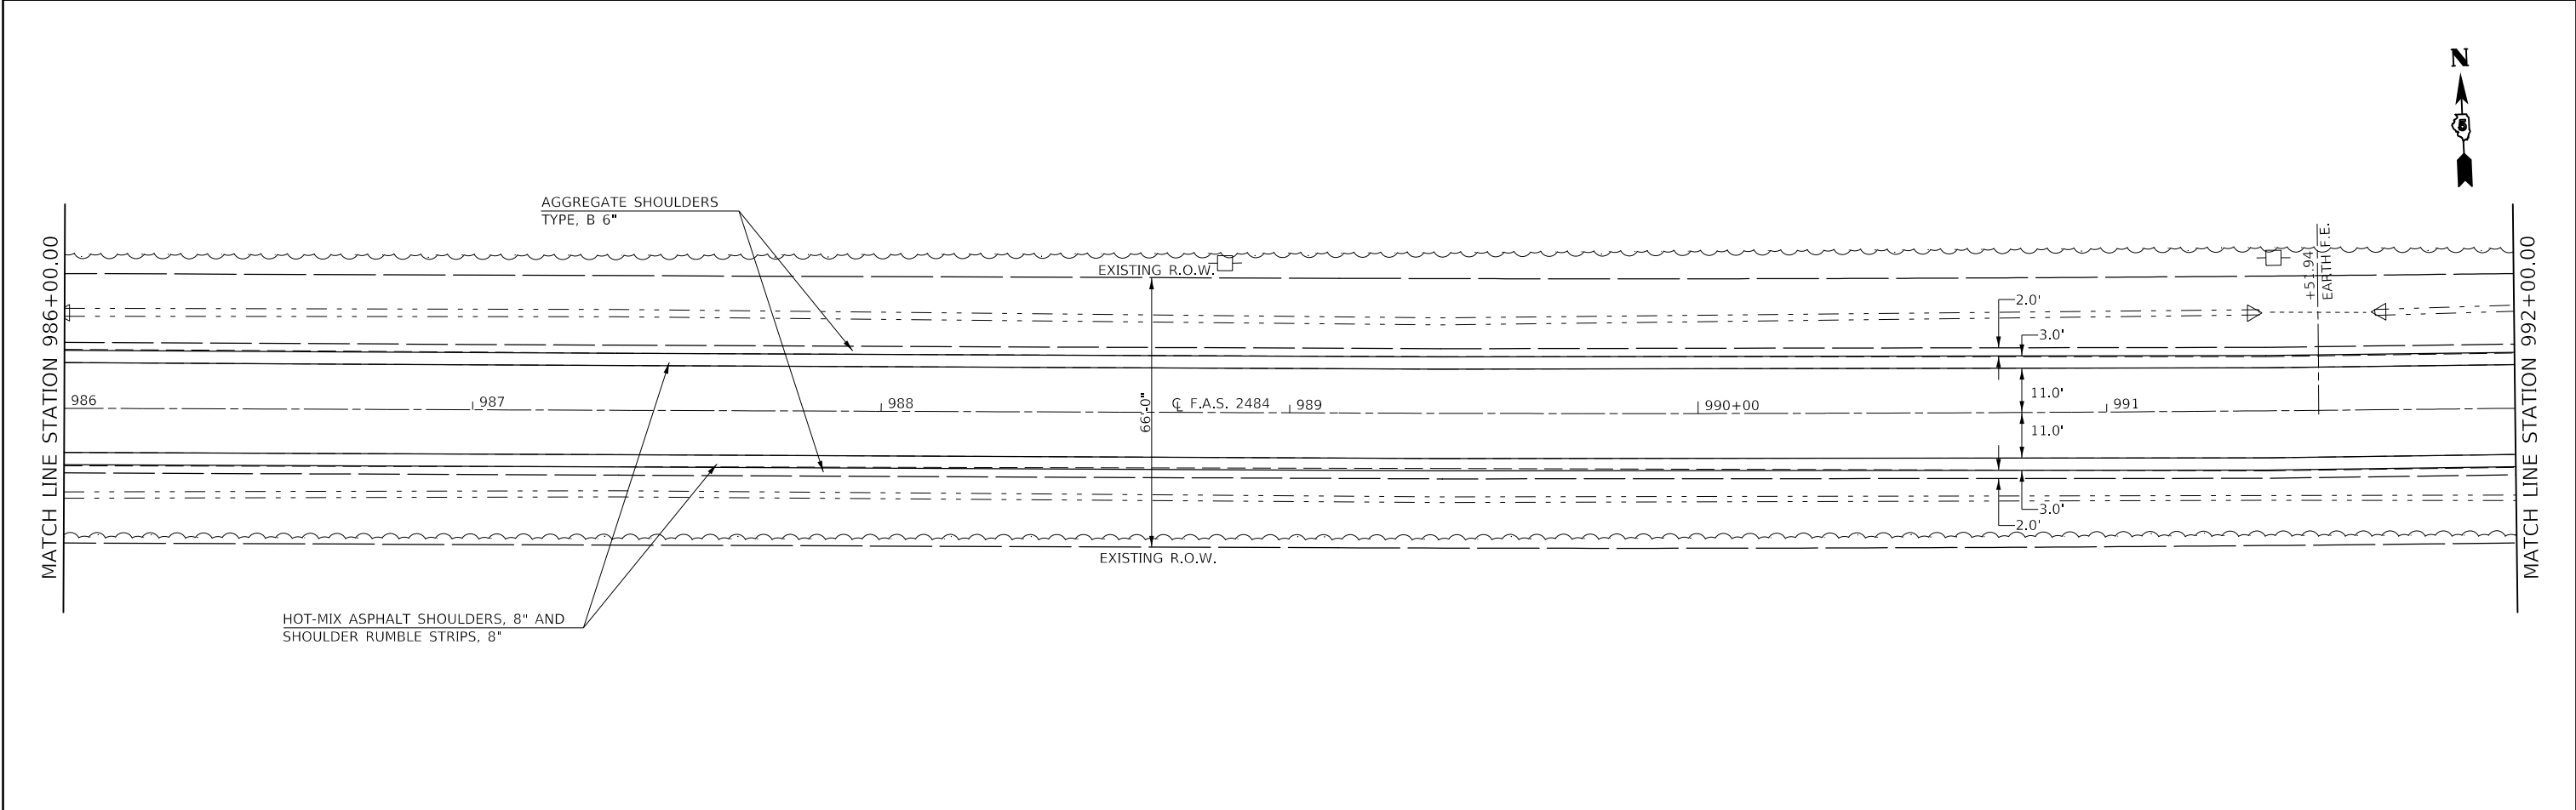 N
5
AGGREGATE SHOULDERS
TYPE, B 6"
MATCH LINE STATION 986+00.00
EXISTING R.O.W.
+51.94
EARTH F.E.
MATCH LINE STATION 992+00.00
2.0'
3.0'
11.0'
986
987
988
66'-0"
℄ F.A.S. 2484
989
990+00
991
11.0'
3.0'
2.0'
EXISTING R.O.W.
HOT-MIX ASPHALT SHOULDERS, 8" AND
SHOULDER RUMBLE STRIPS, 8"